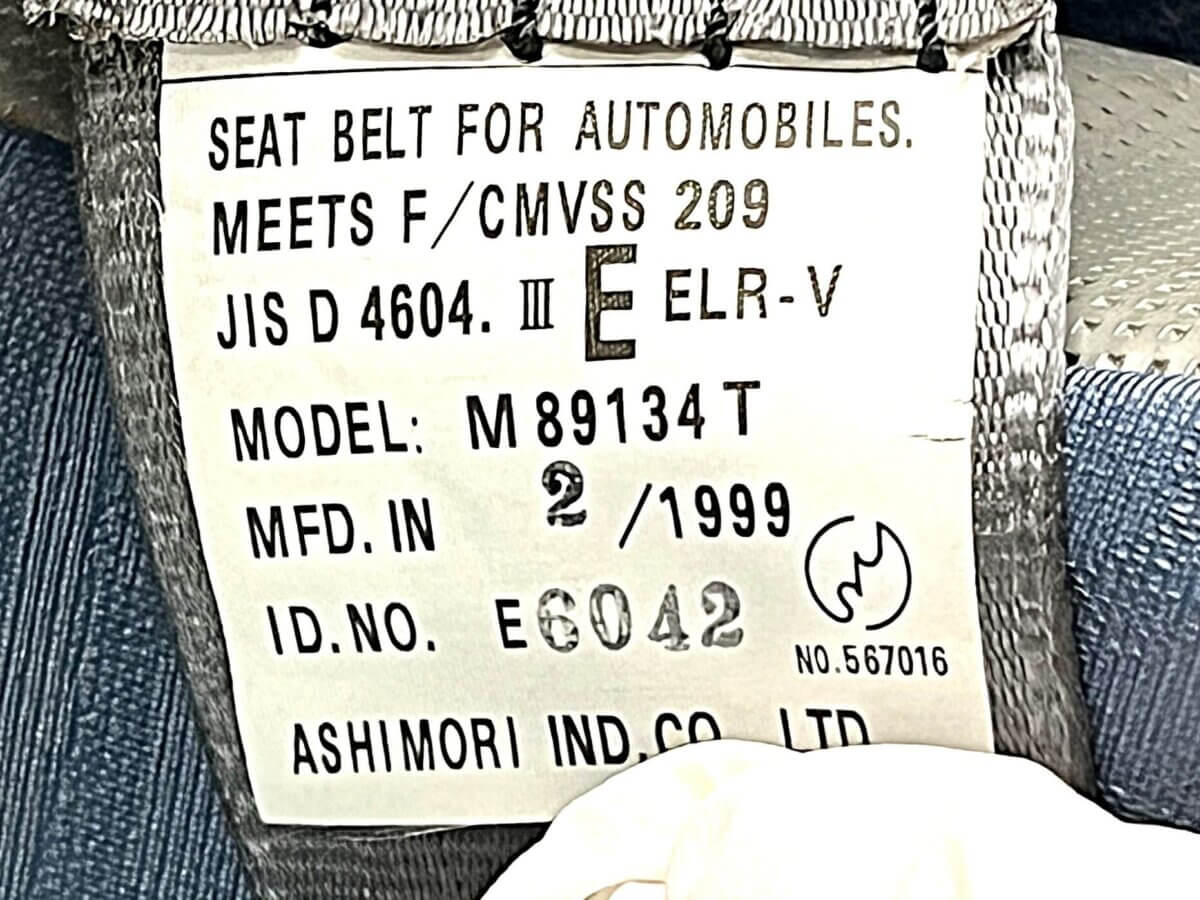 SEAT BELT FOR AUTOMOBILES.
MEETS F/CMVSS 209
JIS D 4604. III E ELR-V
MODEL: M 89134 T
MFD. IN 2 /1999
ID.NO. E6042
NO.567016
ASHIMORI IND.CO. LTD